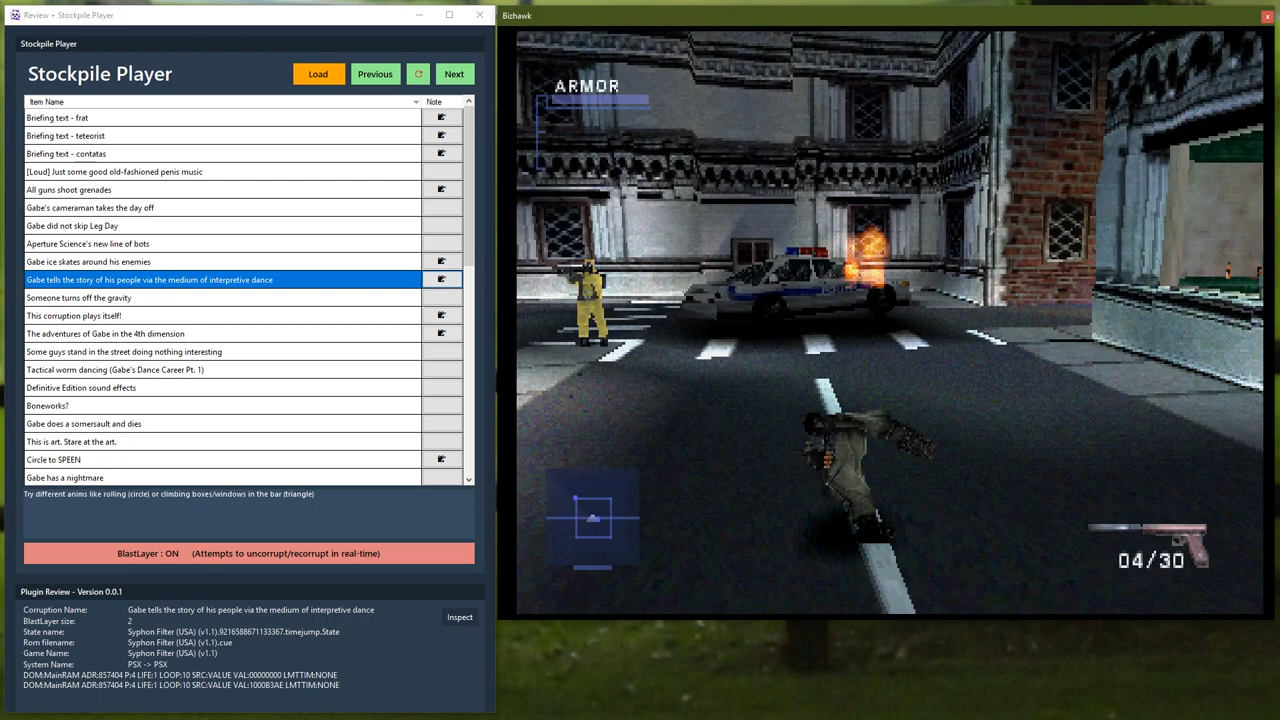 Review + Stockpile Player
Stockpile Player
Stockpile Player
Load
Previous
Next
Item Name
Note
Briefing text - frat
Briefing text - teteorist
Briefing text - contatas
[Loud] Just some good old-fashioned penis music
All guns shoot grenades
Gabe's cameraman takes the day off
Gabe did not skip Leg Day
Aperture Science's new line of bots
Gabe ice skates around his enemies
Gabe tells the story of his people via the medium of interpretive dance
Someone turns off the gravity
This corruption plays itself!
The adventures of Gabe in the 4th dimension
Some guys stand in the street doing nothing interesting
Tactical worm dancing (Gabe's Dance Career Pt. 1)
Definitive Edition sound effects
Boneworks?
Gabe does a somersault and dies
This is art. Stare at the art.
Circle to SPEEN
Gabe has a nightmare
Try different anims like rolling (circle) or climbing boxes/windows in the bar (triangle)
BlastLayer : ON (Attempts to uncorrupt/recorrupt in real-time)
Plugin Review - Version 0.0.1
Corruption Name: Gabe tells the story of his people via the medium of interpretive dance
Inspect
BlastLayer size: 2
State name: Syphon Filter (USA) (v1.1).9216588671133367.timejump.State
Rom filename: Syphon Filter (USA) (v1.1).cue
Game Name: Syphon Filter (USA) (v1.1)
System Name: PSX -> PSX
DOM:MainRAM ADR:857404 P:4 LIFE:1 LOOP:10 SRC:VALUE VAL:00000000 LMTTIM:NONE
DOM:MainRAM ADR:857404 P:4 LIFE:1 LOOP:10 SRC:VALUE VAL:1000B3AE LMTTIM:NONE
Bizhawk
ARMOR
04/30